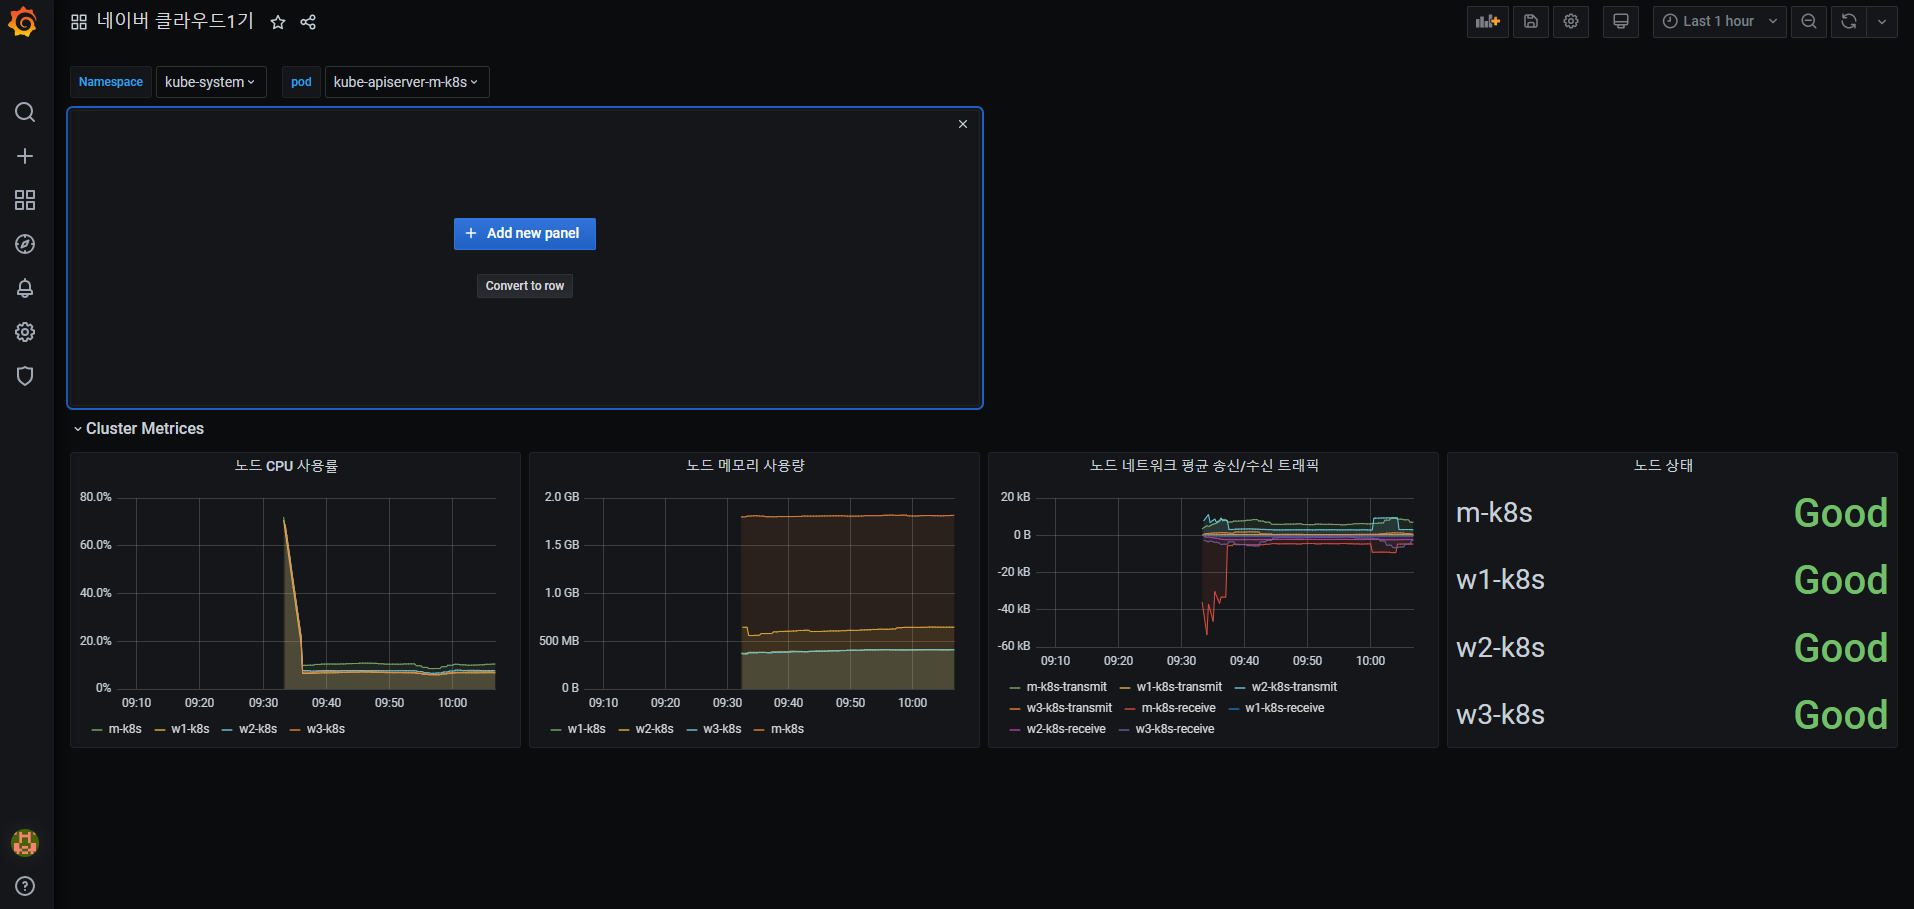 네이버 클라우드1기
Last 1 hour
Namespace kube-system pod kube-apiserver-m-k8s
Add new panel
Convert to row
Cluster Metrices
노드 CPU 사용률
80.0%
60.0%
40.0%
20.0%
0%
09:10 09:20 09:30 09:40 09:50 10:00
m-k8s w1-k8s w2-k8s w3-k8s
노드 메모리 사용량
2.0 GB
1.5 GB
1.0 GB
500 MB
0 B
09:10 09:20 09:30 09:40 09:50 10:00
w1-k8s w2-k8s w3-k8s m-k8s
노드 네트워크 평균 송신/수신 트래픽
20 kB
0 B
-20 kB
-40 kB
-60 kB
09:10 09:20 09:30 09:40 09:50 10:00
m-k8s-transmit w1-k8s-transmit w2-k8s-transmit
w3-k8s-transmit m-k8s-receive w1-k8s-receive
w2-k8s-receive w3-k8s-receive
노드 상태
m-k8s Good
w1-k8s Good
w2-k8s Good
w3-k8s Good